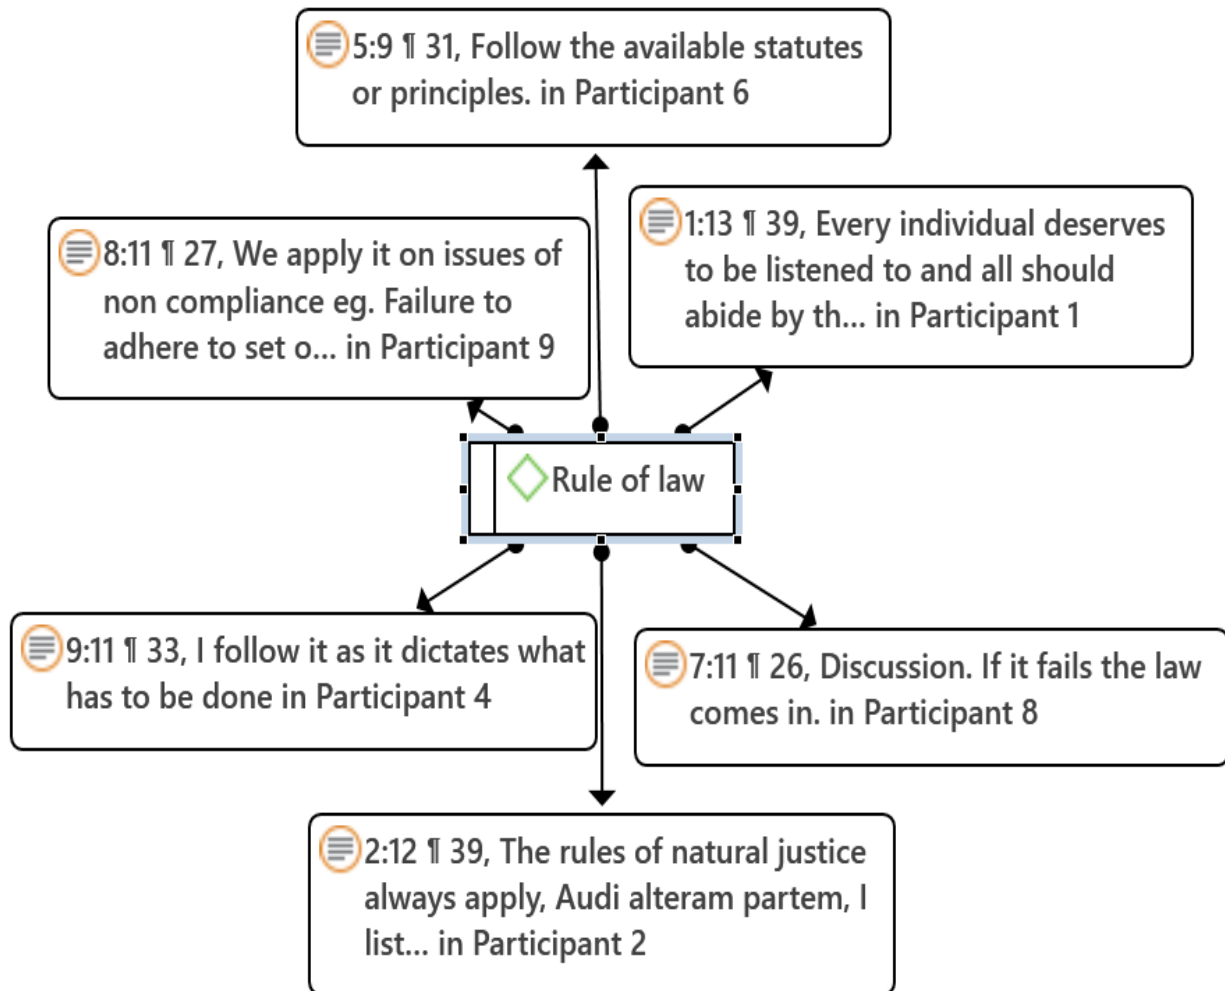 5:9 ¶ 31, Follow the available statutes
or principles. in Participant 6
8:11 ¶ 27, We apply it on issues of
non compliance eg. Failure to
adhere to set o... in Participant 9
1:13 ¶ 39, Every individual deserves
to be listened to and all should
abide by th... in Participant 1
Rule of law
9:11 ¶ 33, I follow it as it dictates what
has to be done in Participant 4
7:11 ¶ 26, Discussion. If it fails the law
comes in. in Participant 8
2:12 ¶ 39, The rules of natural justice
always apply, Audi alteram partem, I
list... in Participant 2